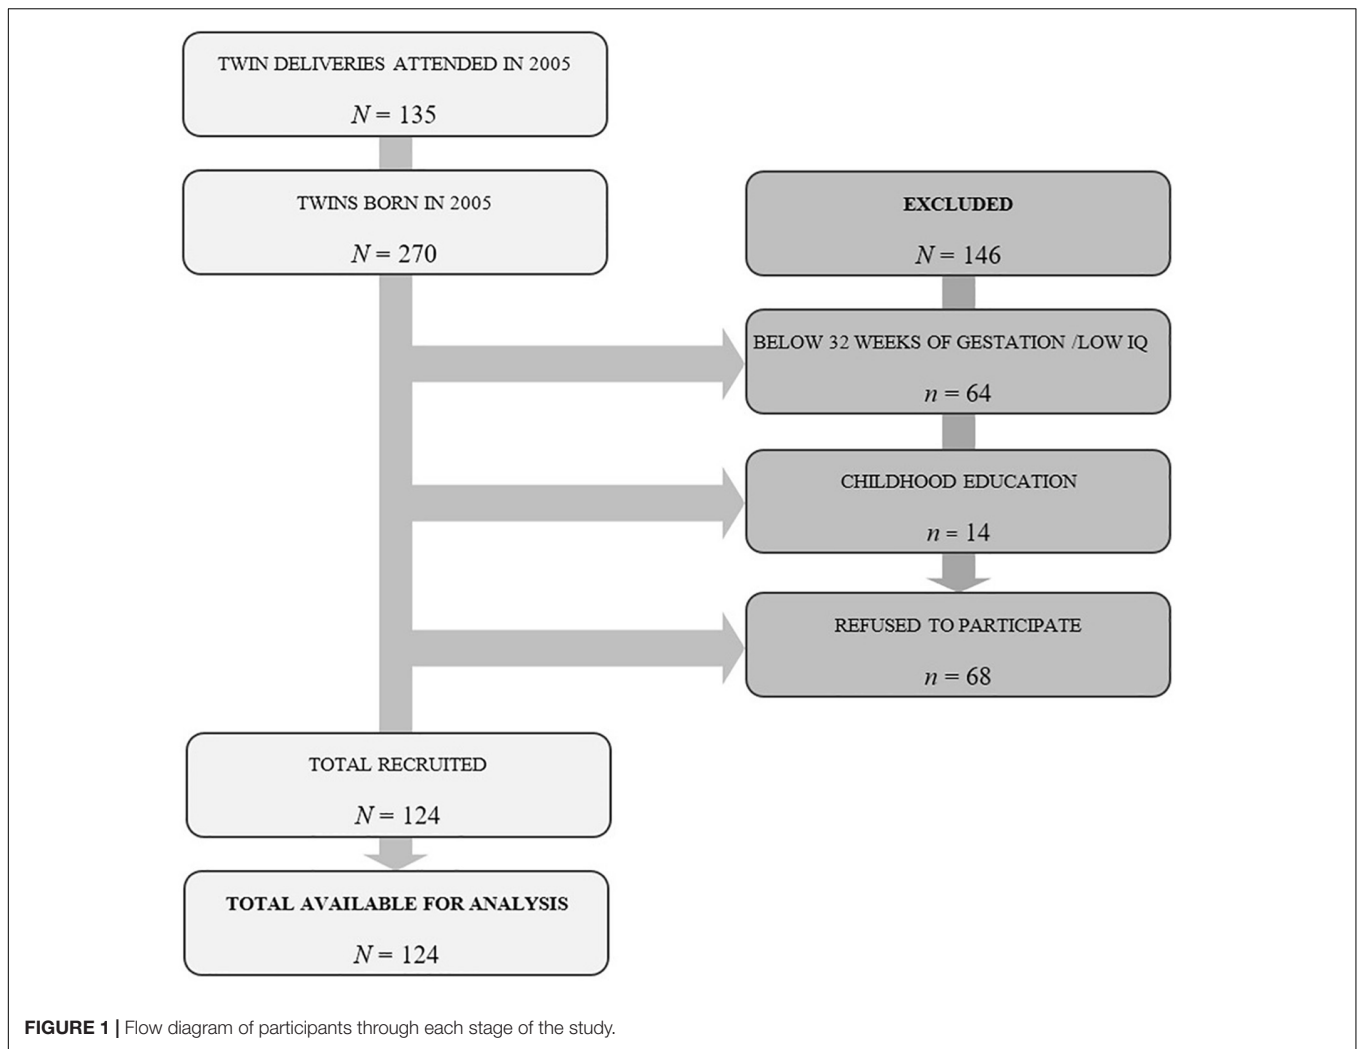 TWIN DELIVERIES ATTENDED IN 2005
N = 135
TWINS BORN IN 2005
N = 270
EXCLUDED
N = 146
BELOW 32 WEEKS OF GESTATION /LOW IQ
n = 64
CHILDHOOD EDUCATION
n = 14
REFUSED TO PARTICIPATE
n = 68
TOTAL RECRUITED
N = 124
TOTAL AVAILABLE FOR ANALYSIS
N = 124
FIGURE 1 | Flow diagram of participants through each stage of the study.